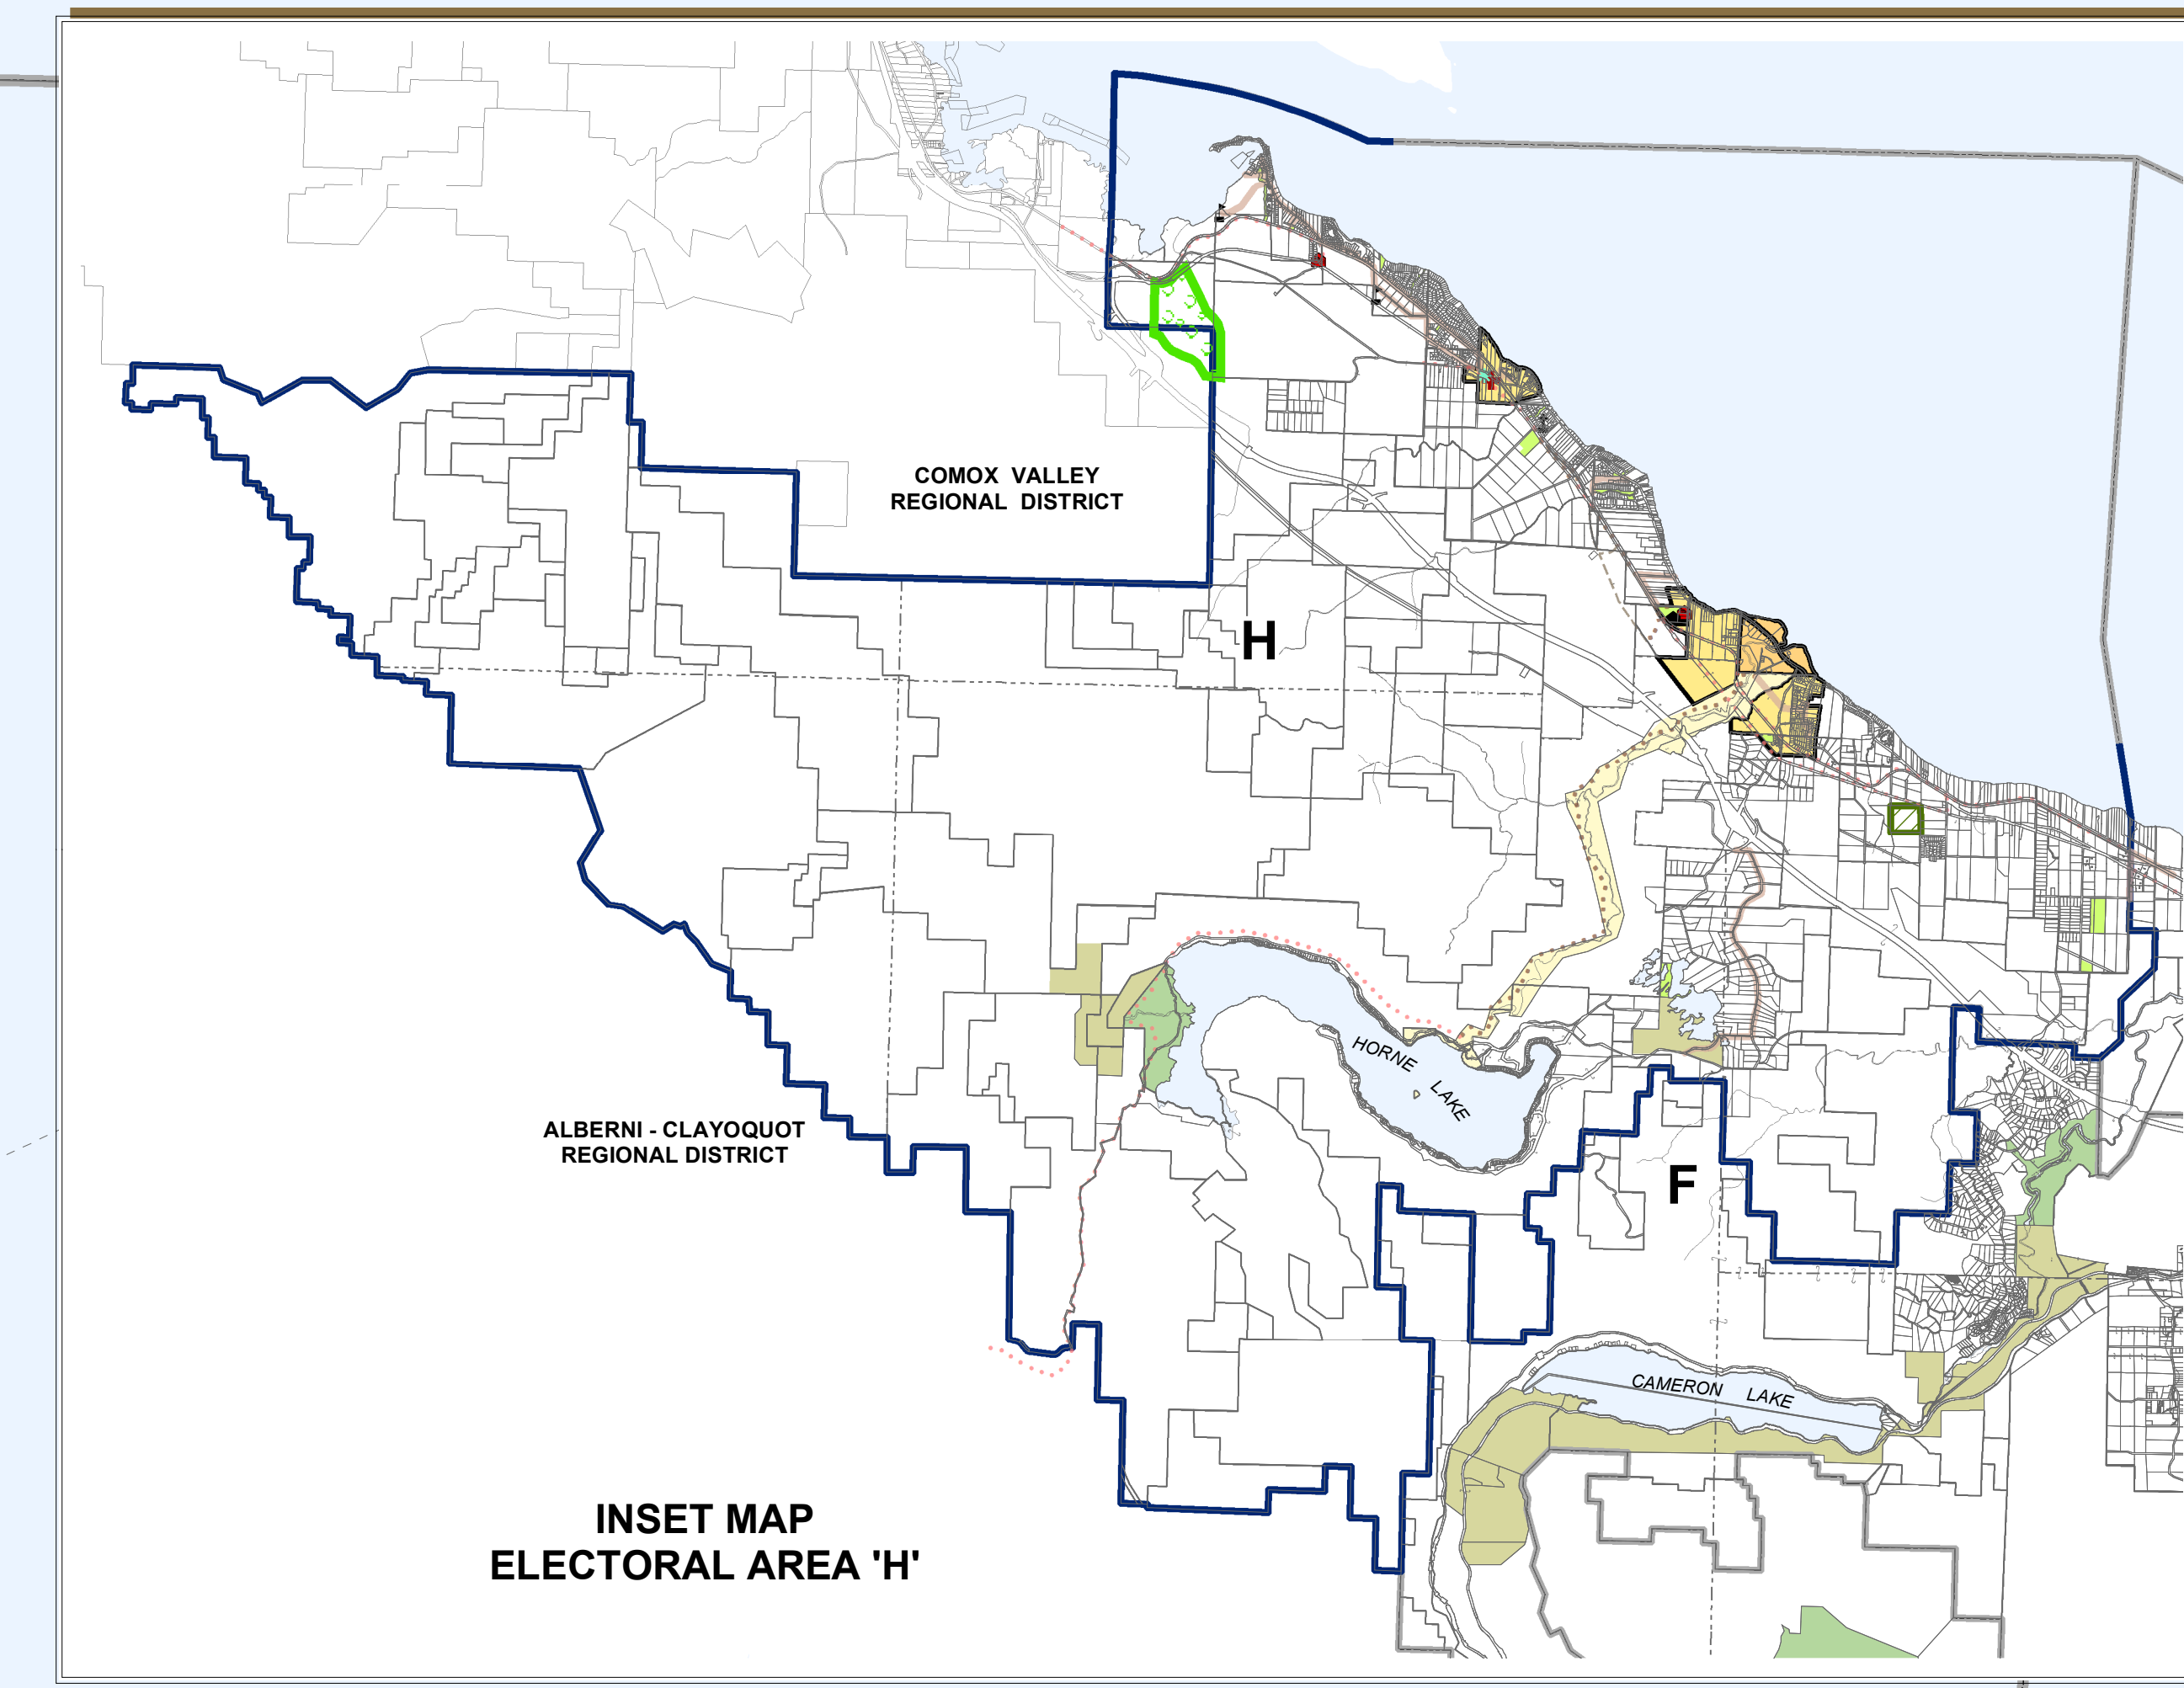 COMOX VALLEY
REGIONAL DISTRICT
H
HORNE LAKE
ALBERNI - CLAYOQUOT
REGIONAL DISTRICT
F
CAMERON LAKE
INSET MAP
ELECTORAL AREA 'H'